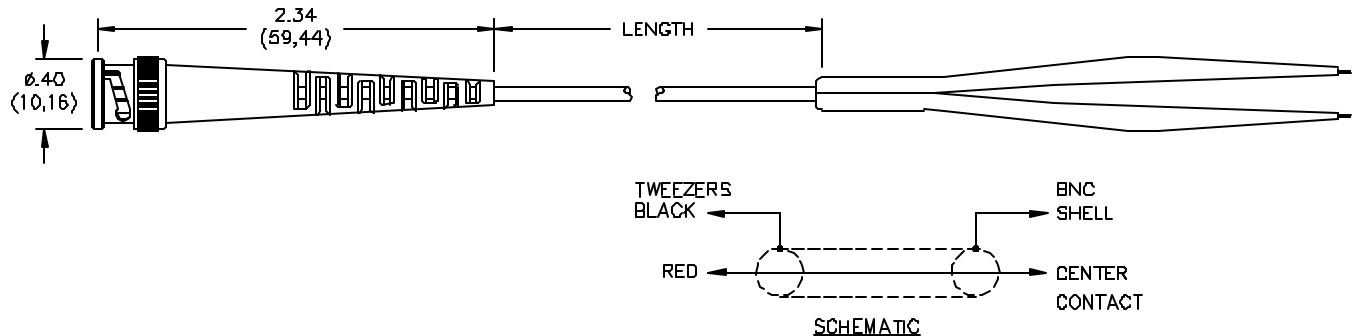 2.34
(59,44)
LENGTH
ø.40
(10,16)
TWEEZERS
BLACK
BNC
SHELL
RED
CENTER
CONTACT
SCHEMATIC